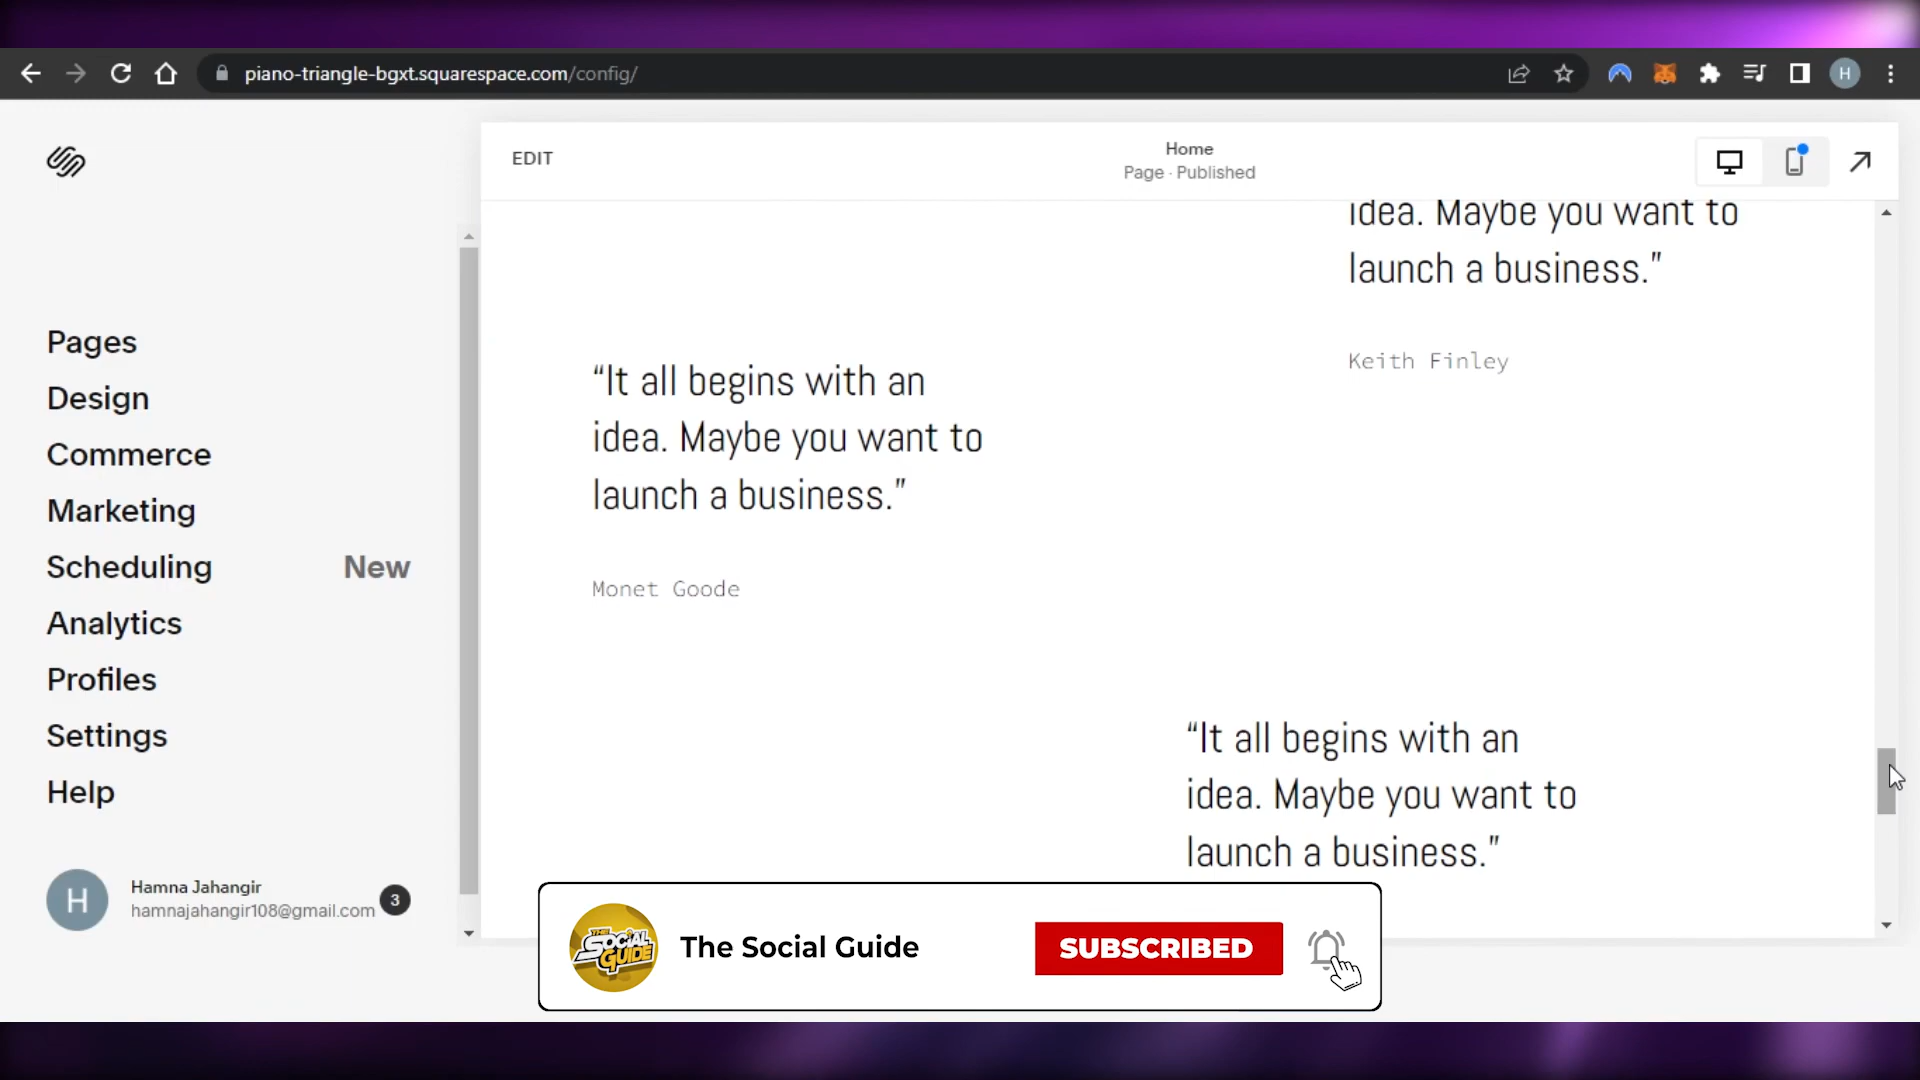 piano-triangle-bgxt.squarespace.com/config/
H
EDIT
Home
Page · Published
Pages
Design
Commerce
Marketing
Scheduling New
Analytics
Profiles
Settings
Help
H
Hamna Jahangir
hamnajahangir108@gmail.com
3
idea. Maybe you want to
launch a business.”
Keith Finley
“It all begins with an
idea. Maybe you want to
launch a business.”
Monet Goode
“It all begins with an
idea. Maybe you want to
launch a business.”
THE SOCIAL GUIDE
The Social Guide
SUBSCRIBED